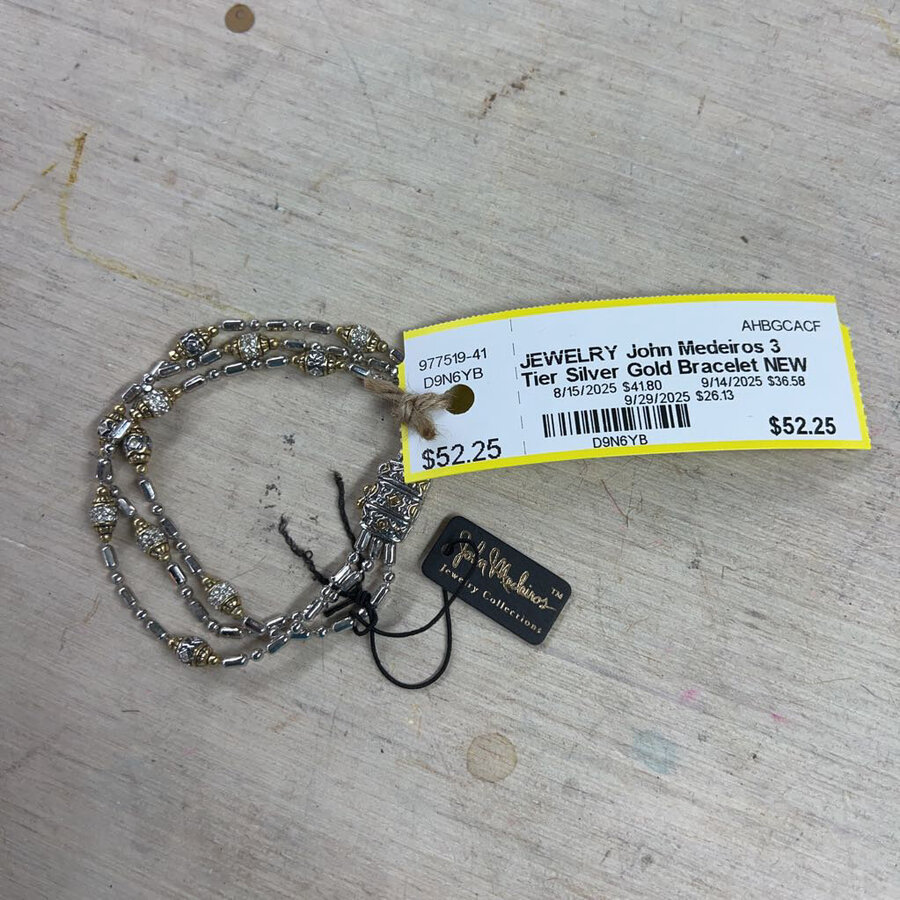 AHBGCACF
977519-41
D9N6YB
$52.25
JEWELRY John Medeiros 3
Tier Silver Gold Bracelet NEW
8/15/2025 $41.80 9/14/2025 $36.58
9/29/2025 $26.13
D9N6YB
$52.25
John Medeiros™
Jewelry Collections